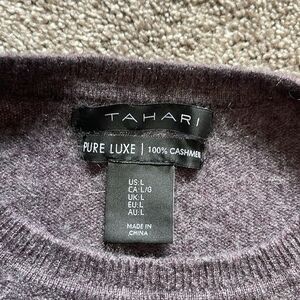 TAHARI
PURE LUXE | 100% CASHMERE
US:L
CA:L/G
UK:L
EU:L
AU:L
MADE IN
CHINA